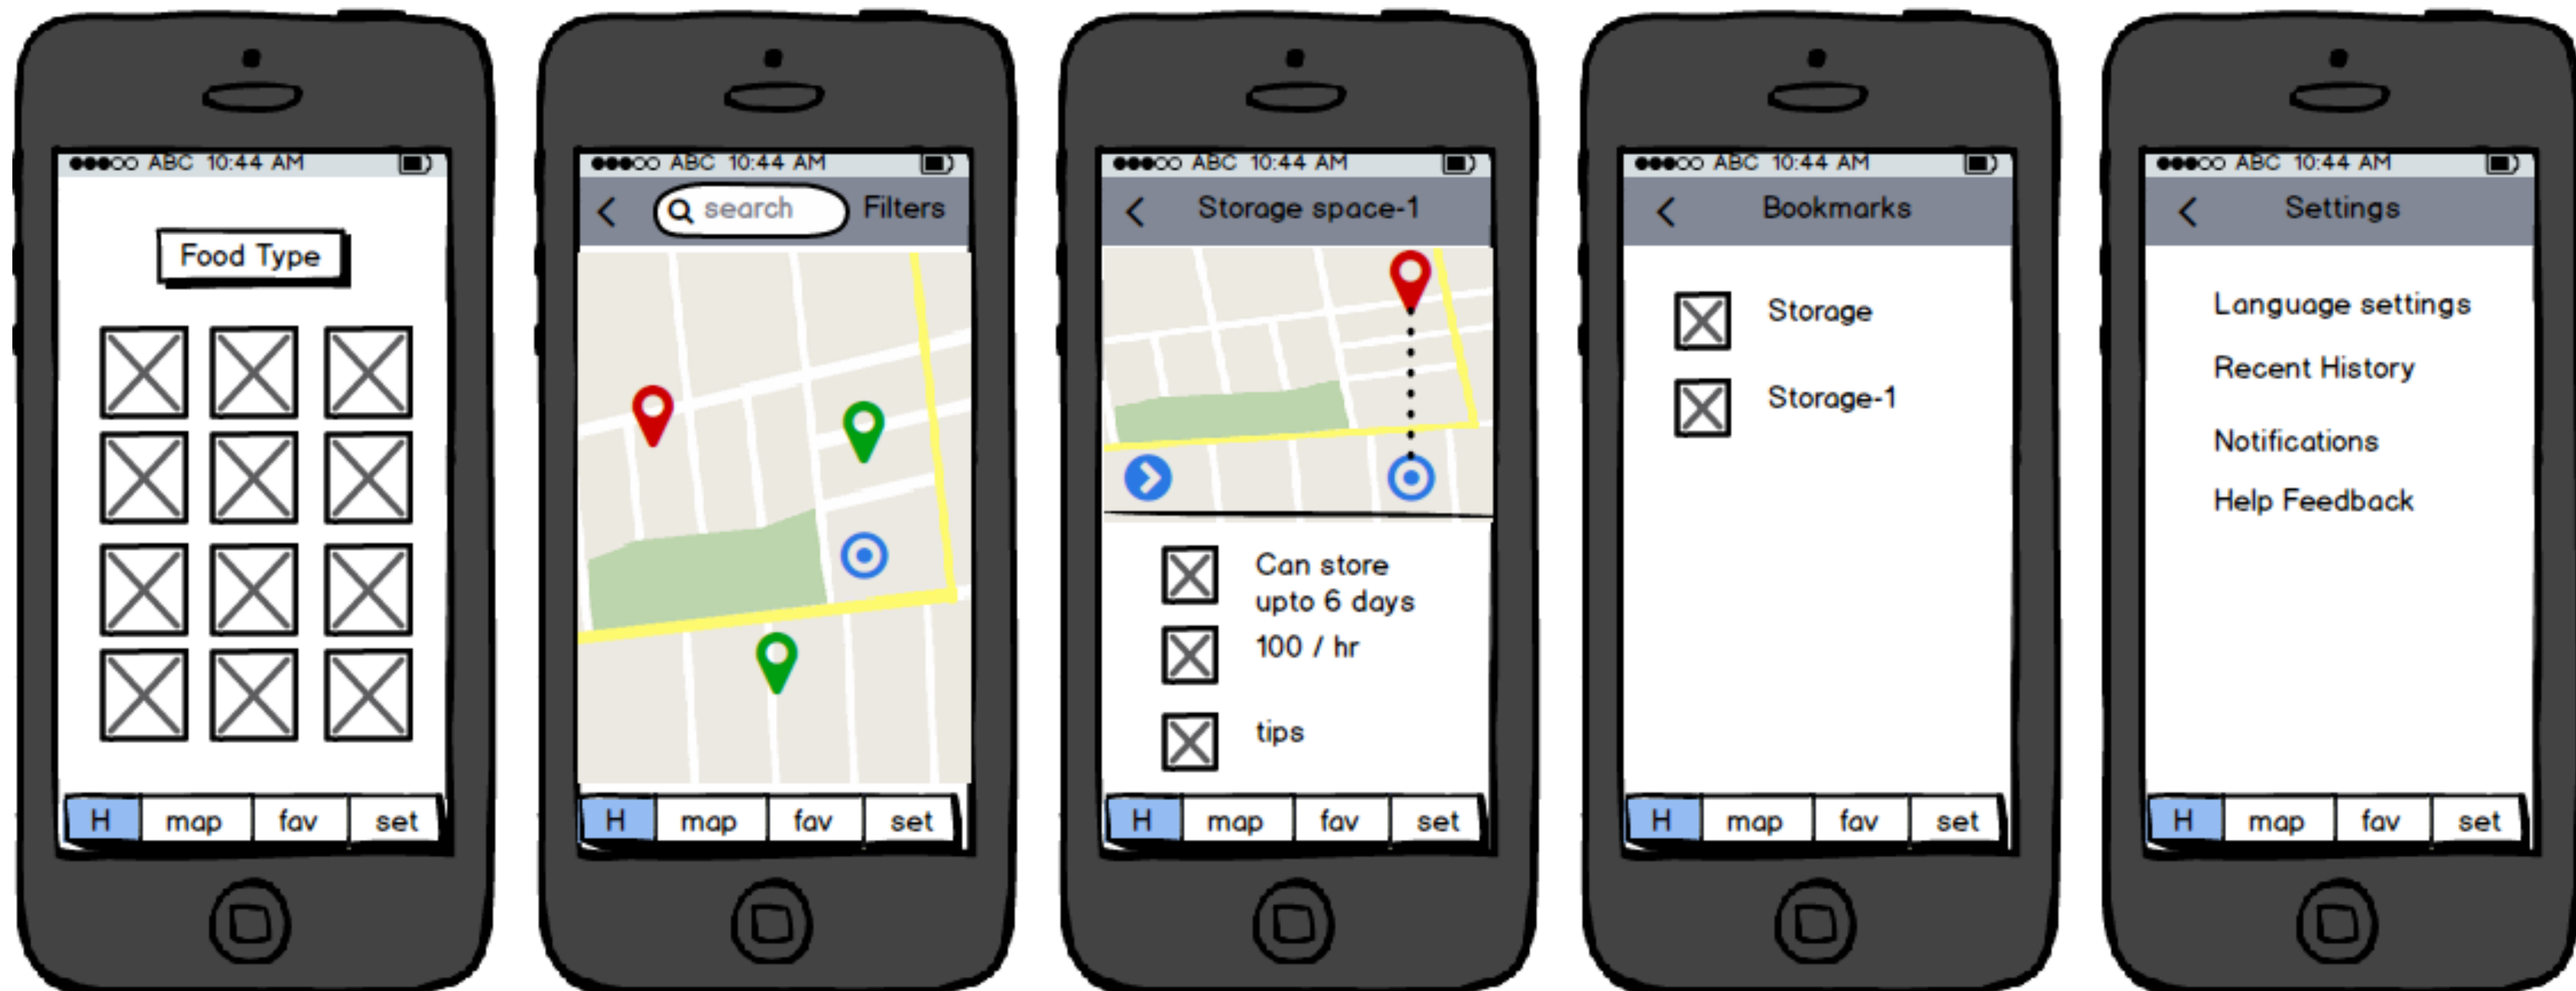 ABC 10:44 AM
Food Type
H map fav set
ABC 10:44 AM
search Filters
H map fav set
ABC 10:44 AM
Storage space-1
Can store
upto 6 days
100 / hr
tips
H map fav set
ABC 10:44 AM
Bookmarks
Storage
Storage-1
H map fav set
ABC 10:44 AM
Settings
Language settings
Recent History
Notifications
Help Feedback
H map fav set